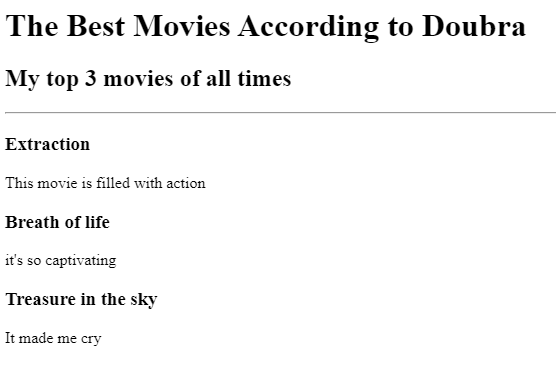 The Best Movies According to Doubra
My top 3 movies of all times
Extraction
This movie is filled with action
Breath of life
it's so captivating
Treasure in the sky
It made me cry